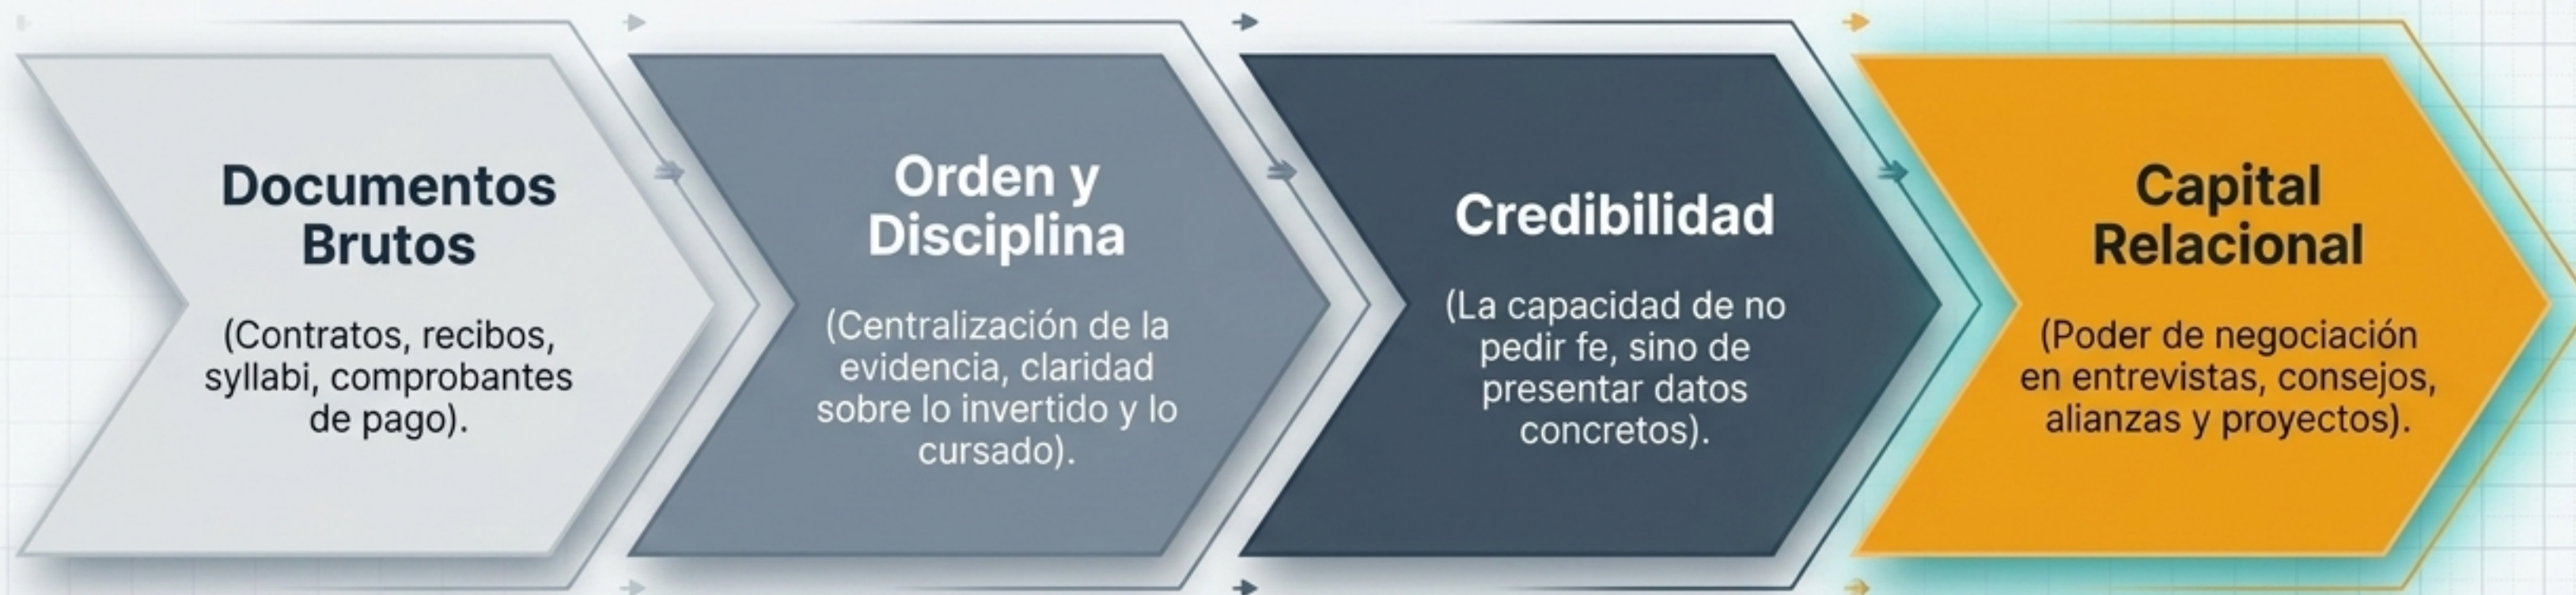 Documentos
Brutos
(Contratos, recibos,
syllabi, comprobantes
de pago).
Orden y
Disciplina
(Centralización de la
evidencia, claridad
sobre lo invertido y lo
cursado).
Credibilidad
(La capacidad de no
pedir fe, sino de
presentar datos
concretos).
Capital
Relacional
(Poder de negociación
en entrevistas, consejos,
alianzas y proyectos).